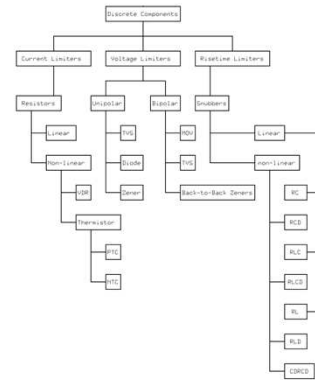 Discrete Components
Current Limiters
Voltage Limiters
Risetime Limiters
Resistors
Unipolar
Bipolar
Snubbers
Linear
TVS
MOV
Linear
Non-linear
Diode
TVS
non-linear
VDR
Zener
Back-to-Back Zeners
RC
Thermistor
RCD
PTC
RLC
NTC
RLCD
RL
RLD
CDRCD